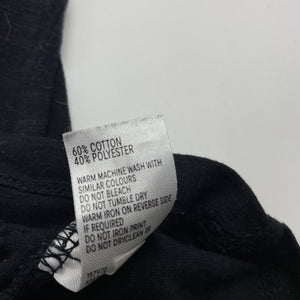 60% COTTON
40% POLYESTER
WARM MACHINE WASH WITH
SIMILAR COLOURS
DO NOT BLEACH
DO NOT TUMBLE DRY
WARM IRON ON REVERSE SIDE
IF REQUIRED
DO NOT IRON PRINT
DO NOT DRYCLEAN